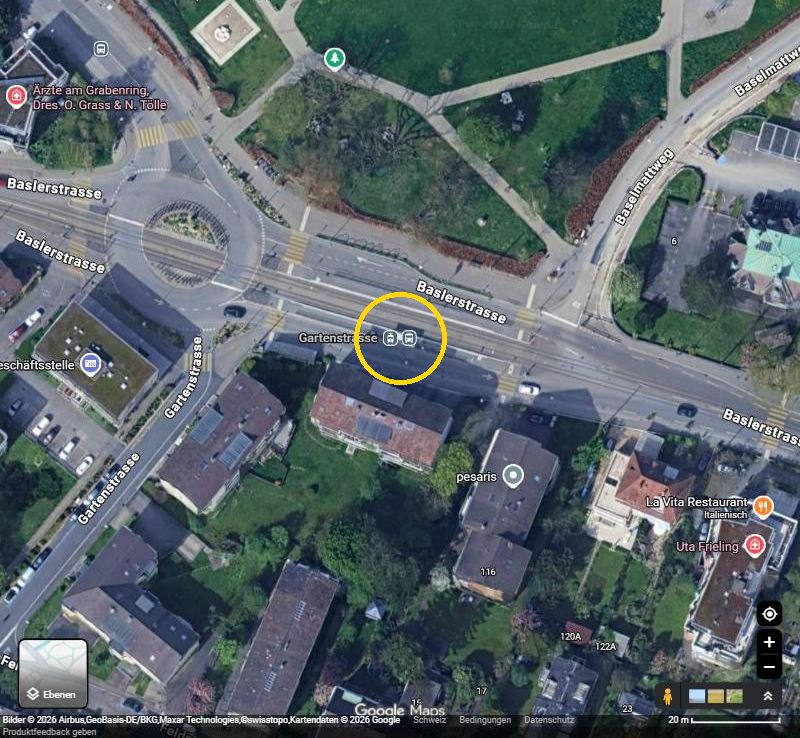 Ärzte am Grabenring,
Dres. O. Grass & N. Tölle
Baselmattweg
Baslerstrasse
Baselmattweg
6
Baslerstrasse
Baslerstrasse
Gartenstrasse
eschäftsstelle
Gartenstrasse
Baslerstrass
Gartenstrasse
pesaris
La Vita Restaurant
Italienisch
Uta Frieling
116
120A
122A
17
15
23
Ebenen
Google Maps
20 m
Bilder © 2026 Airbus,GeoBasis-DE/BKG,Maxar Technologies,©swisstopo,Kartendaten © 2026 Google Schweiz Bedingungen Datenschutz
Produktfeedback geben